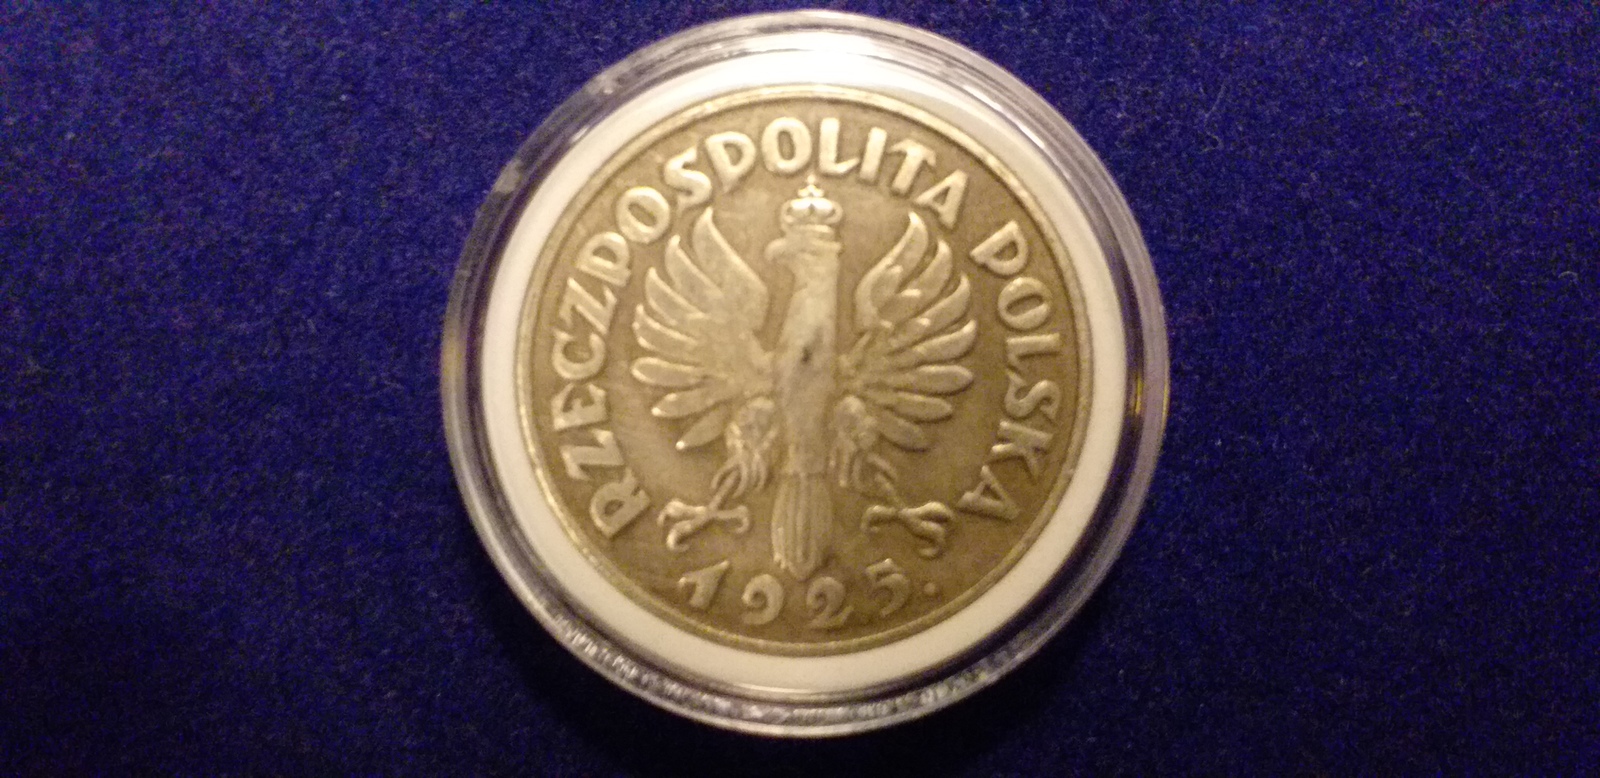 RZECZPOSPOLITA POLSKA
1925.